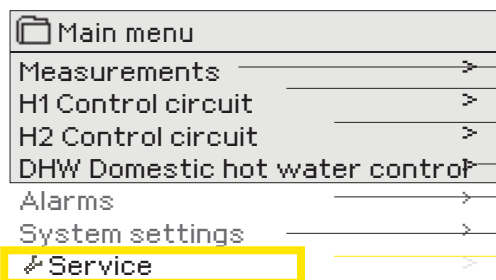 Main menu
Measurements >
H1 Control circuit >
H2 Control circuit >
DHW Domestic hot water control>
Alarms >
System settings >
Service >